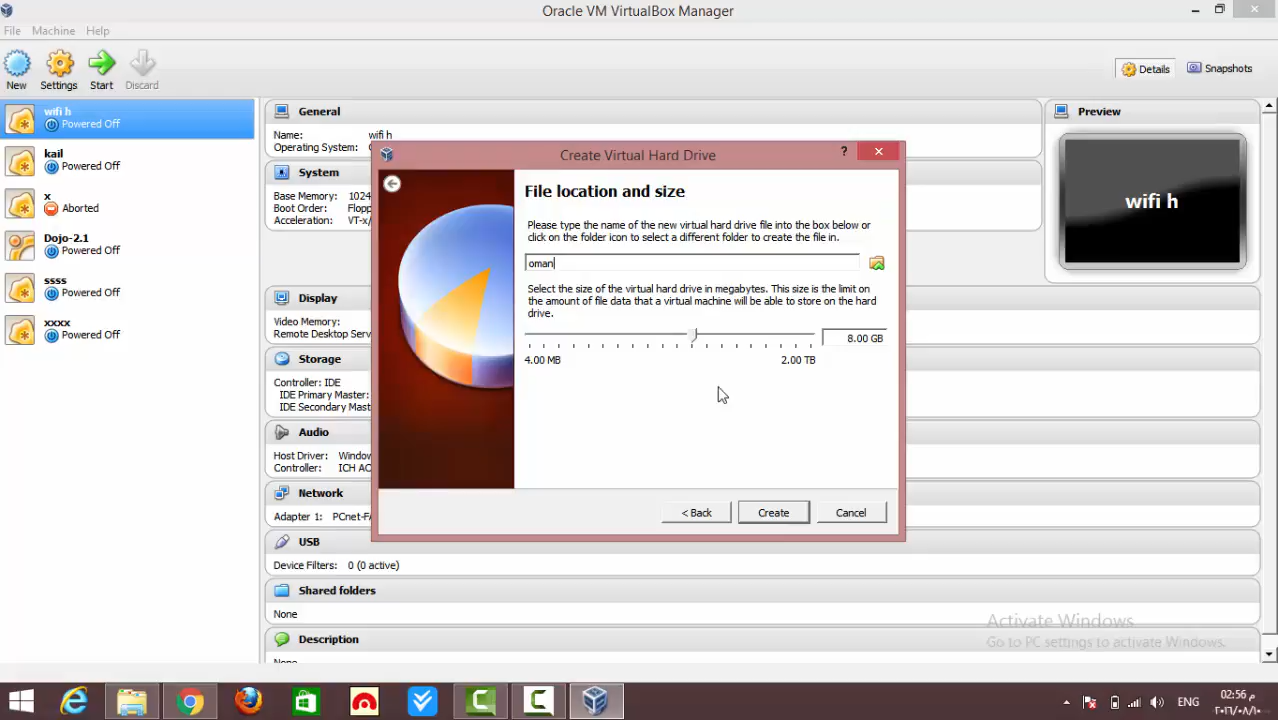 Oracle VM VirtualBox Manager
File Machine Help
New Settings Start Discard
Details Snapshots
wifi h
Powered Off
kail
Powered Off
x
Aborted
Dojo-2.1
Powered Off
ssss
Powered Off
xxxx
Powered Off
General
Name: wifi h
Operating System:
System
Base Memory: 1024
Boot Order: Flopp
Acceleration: VT-x/
Display
Video Memory:
Remote Desktop Serv
Storage
Controller: IDE
IDE Primary Master:
IDE Secondary Mast
Audio
Host Driver: Window
Controller: ICH AC
Network
Adapter 1: PCnet-FA
USB
Device Filters: 0 (0 active)
Shared folders
None
Description
None
Preview
wifi h
Create Virtual Hard Drive
?
File location and size
Please type the name of the new virtual hard drive file into the box below or
click on the folder icon to select a different folder to create the file in.
oman
Select the size of the virtual hard drive in megabytes. This size is the limit on
the amount of file data that a virtual machine will be able to store on the hard
drive.
8.00 GB
4.00 MB 2.00 TB
< Back Create Cancel
Activate Windows
Go to PC settings to activate Windows.
ENG
02:56 م